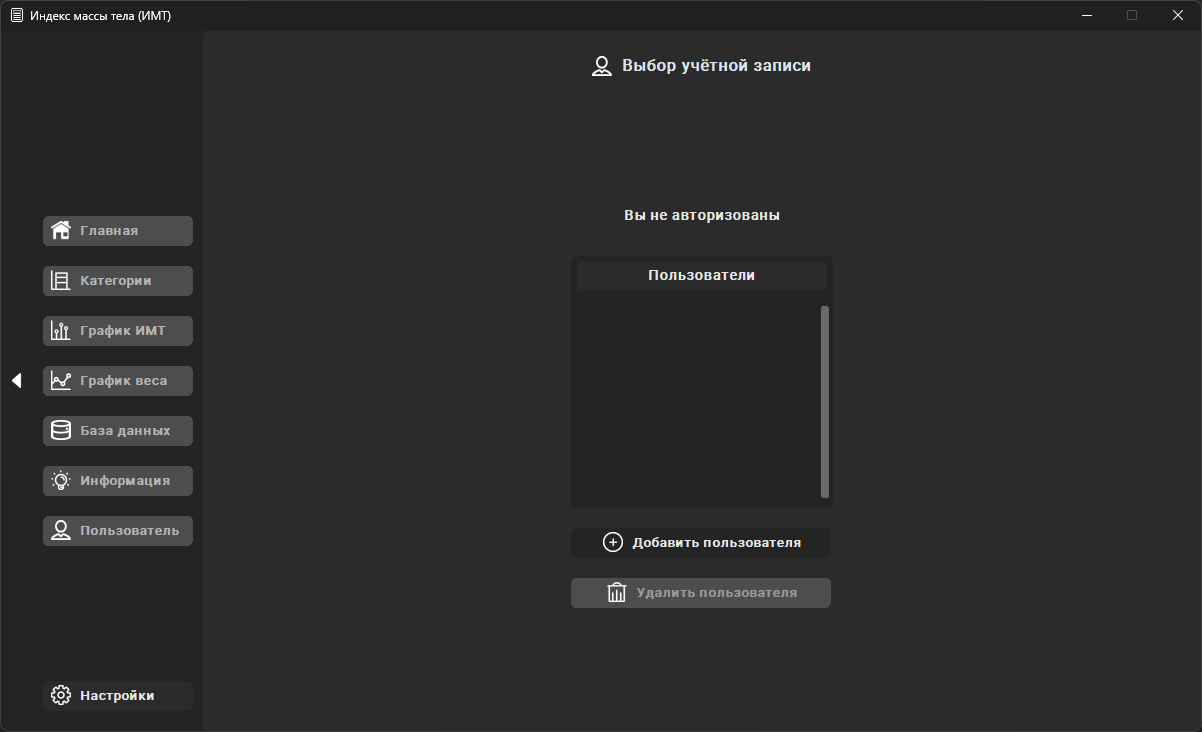 Индекс массы тела (ИМТ)
Выбор учётной записи
Вы не авторизованы
Главная
Категории
График ИМТ
График веса
База данных
Информация
Пользователь
Настройки
Пользователи
Добавить пользователя
Удалить пользователя